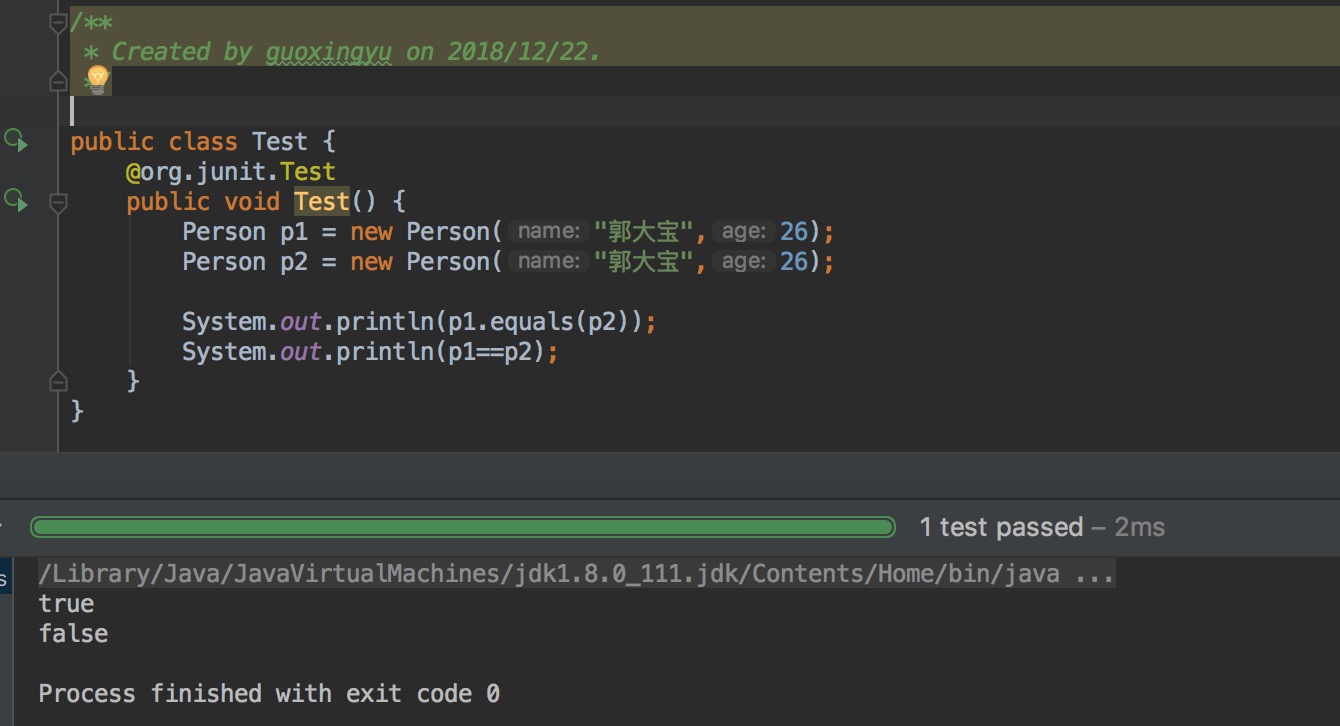 /**
* Created by guoxingyu on 2018/12/22.
public class Test {
@org.junit.Test
public void Test() {
Person p1 = new Person( name: "郭大宝", age: 26);
Person p2 = new Person( name: "郭大宝", age: 26);
System.out.println(p1.equals(p2));
System.out.println(p1==p2);
}
}
1 test passed – 2ms
s
/Library/Java/JavaVirtualMachines/jdk1.8.0_111.jdk/Contents/Home/bin/java ...
true
false
Process finished with exit code 0